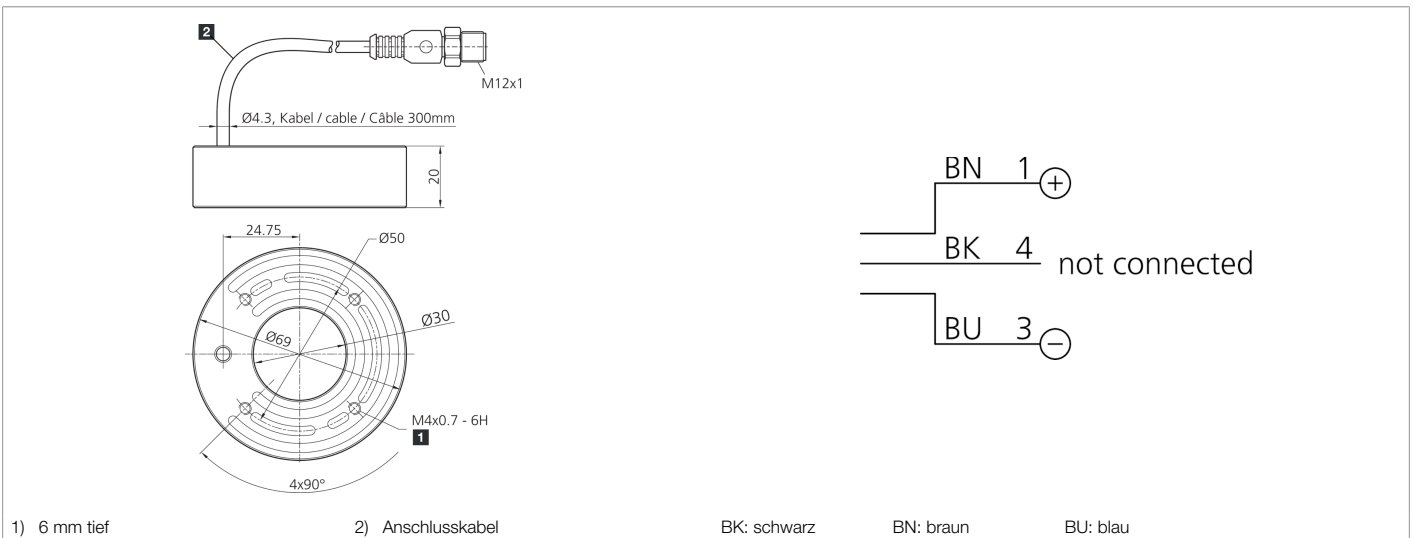 2
M12x1
Ø4.3, Kabel / cable / Câble 300mm
20
24.75
Ø50
Ø30
Ø69
M4x0.7 - 6H
1
4x90°
BN 1 +
BK 4 not connected
BU 3 −
1) 6 mm tief 2) Anschlusskabel BK: schwarz BN: braun BU: blau